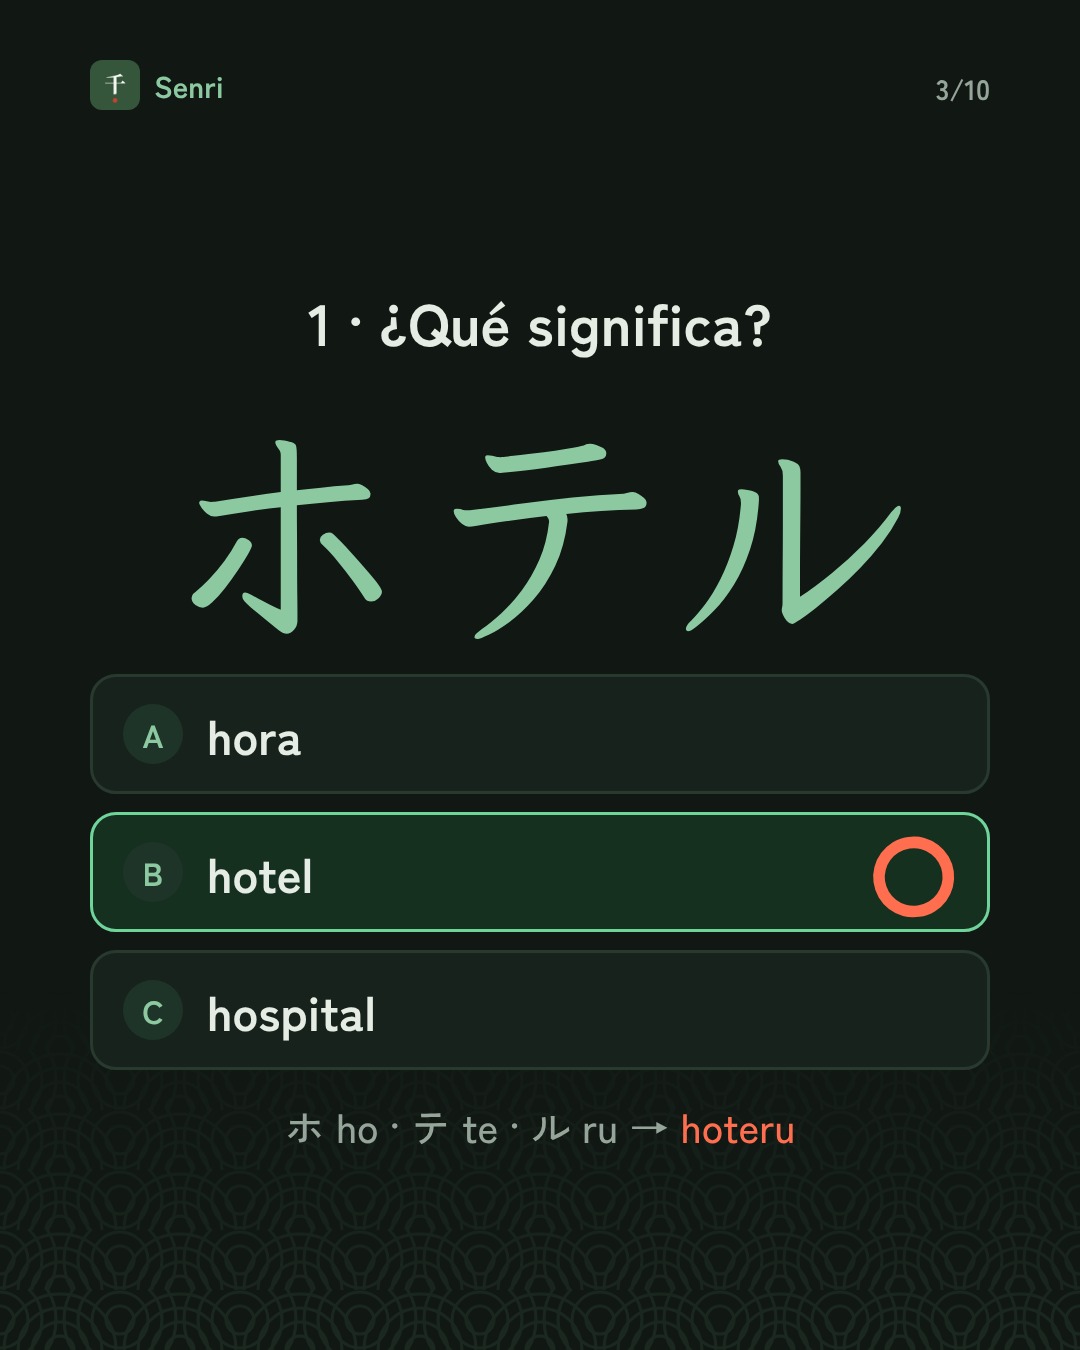 千 Senri
3/10
1 · ¿Qué significa?
ホテル
A hora
B hotel
C hospital
ホ ho · テ te · ル ru → hoteru